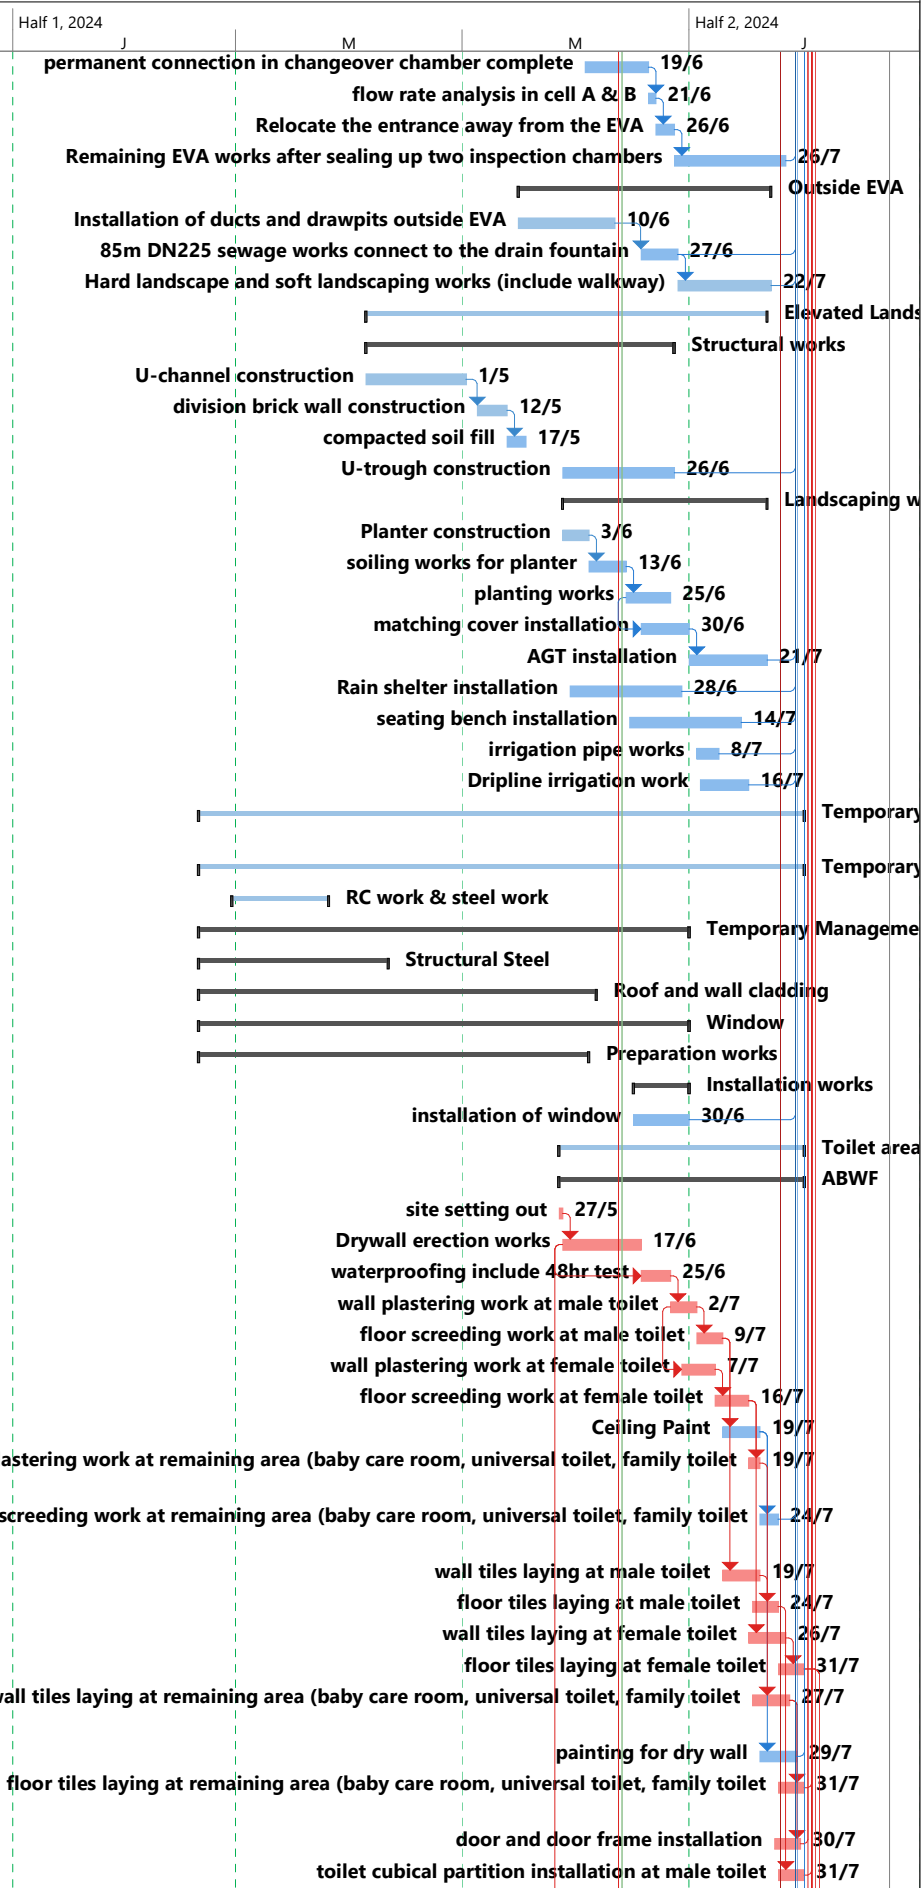 Half 1, 2024 Half 2, 2024
J M M J
permanent connection in changeover chamber complete 19/6
flow rate analysis in cell A & B 21/6
Relocate the entrance away from the EVA 26/6
Remaining EVA works after sealing up two inspection chambers 26/7
Outside EVA
Installation of ducts and drawpits outside EVA 10/6
85m DN225 sewage works connect to the drain fountain 27/6
Hard landscape and soft landscaping works (include walkway) 22/7
Elevated Lands
Structural works
U-channel construction 1/5
division brick wall construction 12/5
compacted soil fill 17/5
U-trough construction 26/6
Landscaping w
Planter construction 3/6
soiling works for planter 13/6
planting works 25/6
matching cover installation 30/6
AGT installation 21/7
Rain shelter installation 28/6
seating bench installation 14/7
irrigation pipe works 8/7
Dripline irrigation work 16/7
Temporary
Temporary
RC work & steel work
Temporary Manageme
Structural Steel
Roof and wall cladding
Window
Preparation works
Installation works
installation of window 30/6
Toilet area
ABWF
site setting out 27/5
Drywall erection works 17/6
waterproofing include 48hr test 25/6
wall plastering work at male toilet 2/7
floor screeding work at male toilet 9/7
wall plastering work at female toilet 7/7
floor screeding work at female toilet 16/7
Ceiling Paint 19/7
astering work at remaining area (baby care room, universal toilet, family toilet 19/7
screeding work at remaining area (baby care room, universal toilet, family toilet 24/7
wall tiles laying at male toilet 19/7
floor tiles laying at male toilet 24/7
wall tiles laying at female toilet 26/7
floor tiles laying at female toilet 31/7
wall tiles laying at remaining area (baby care room, universal toilet, family toilet 27/7
painting for dry wall 29/7
floor tiles laying at remaining area (baby care room, universal toilet, family toilet 31/7
door and door frame installation 30/7
toilet cubical partition installation at male toilet 31/7